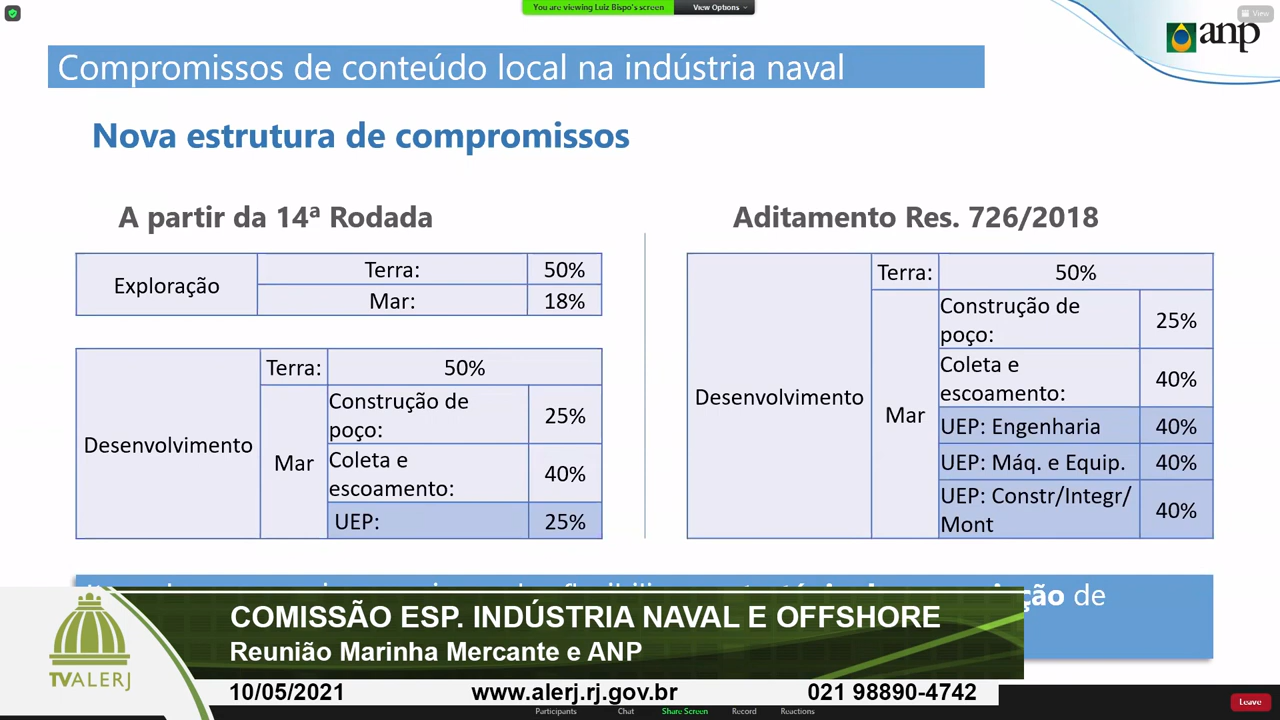 You are viewing Luiz Bispo's screen
View Options
View
anp
Compromissos de conteúdo local na indústria naval
Nova estrutura de compromissos
A partir da 14ª Rodada
Exploração
Terra:
50%
Mar:
18%
Desenvolvimento
Terra:
50%
Mar
Construção de
poço:
25%
Coleta e
escoamento:
40%
UEP:
25%
Aditamento Res. 726/2018
Desenvolvimento
Terra:
50%
Mar
Construção de
poço:
25%
Coleta e
escoamento:
40%
UEP: Engenharia
40%
UEP: Máq. e Equip.
40%
UEP: Constr/Integr/
Mont
40%
de
COMISSÃO ESP. INDÚSTRIA NAVAL E OFFSHORE
Reunião Marinha Mercante e ANP
TVALERJ
10/05/2021 www.alerj.rj.gov.br 021 98890-4742
Participants Chat Share Screen Record Reactions
Leave